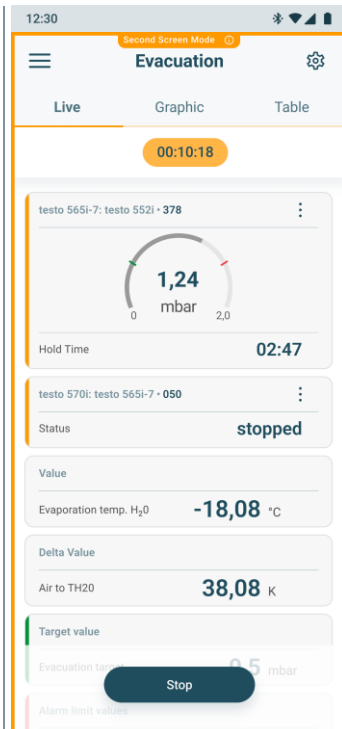 12:30
Second Screen Mode
Evacuation
Live Graphic Table
00:10:18
testo 565i-7: testo 552i • 378
1,24
mbar
0 2,0
Hold Time 02:47
testo 570i: testo 565i-7 • 050
Status stopped
Value
Evaporation temp. H₂0 -18,08 °C
Delta Value
Air to TH20 38,08 K
Target value
Evacuation target 0,5 mbar
Stop
Alarm limit values